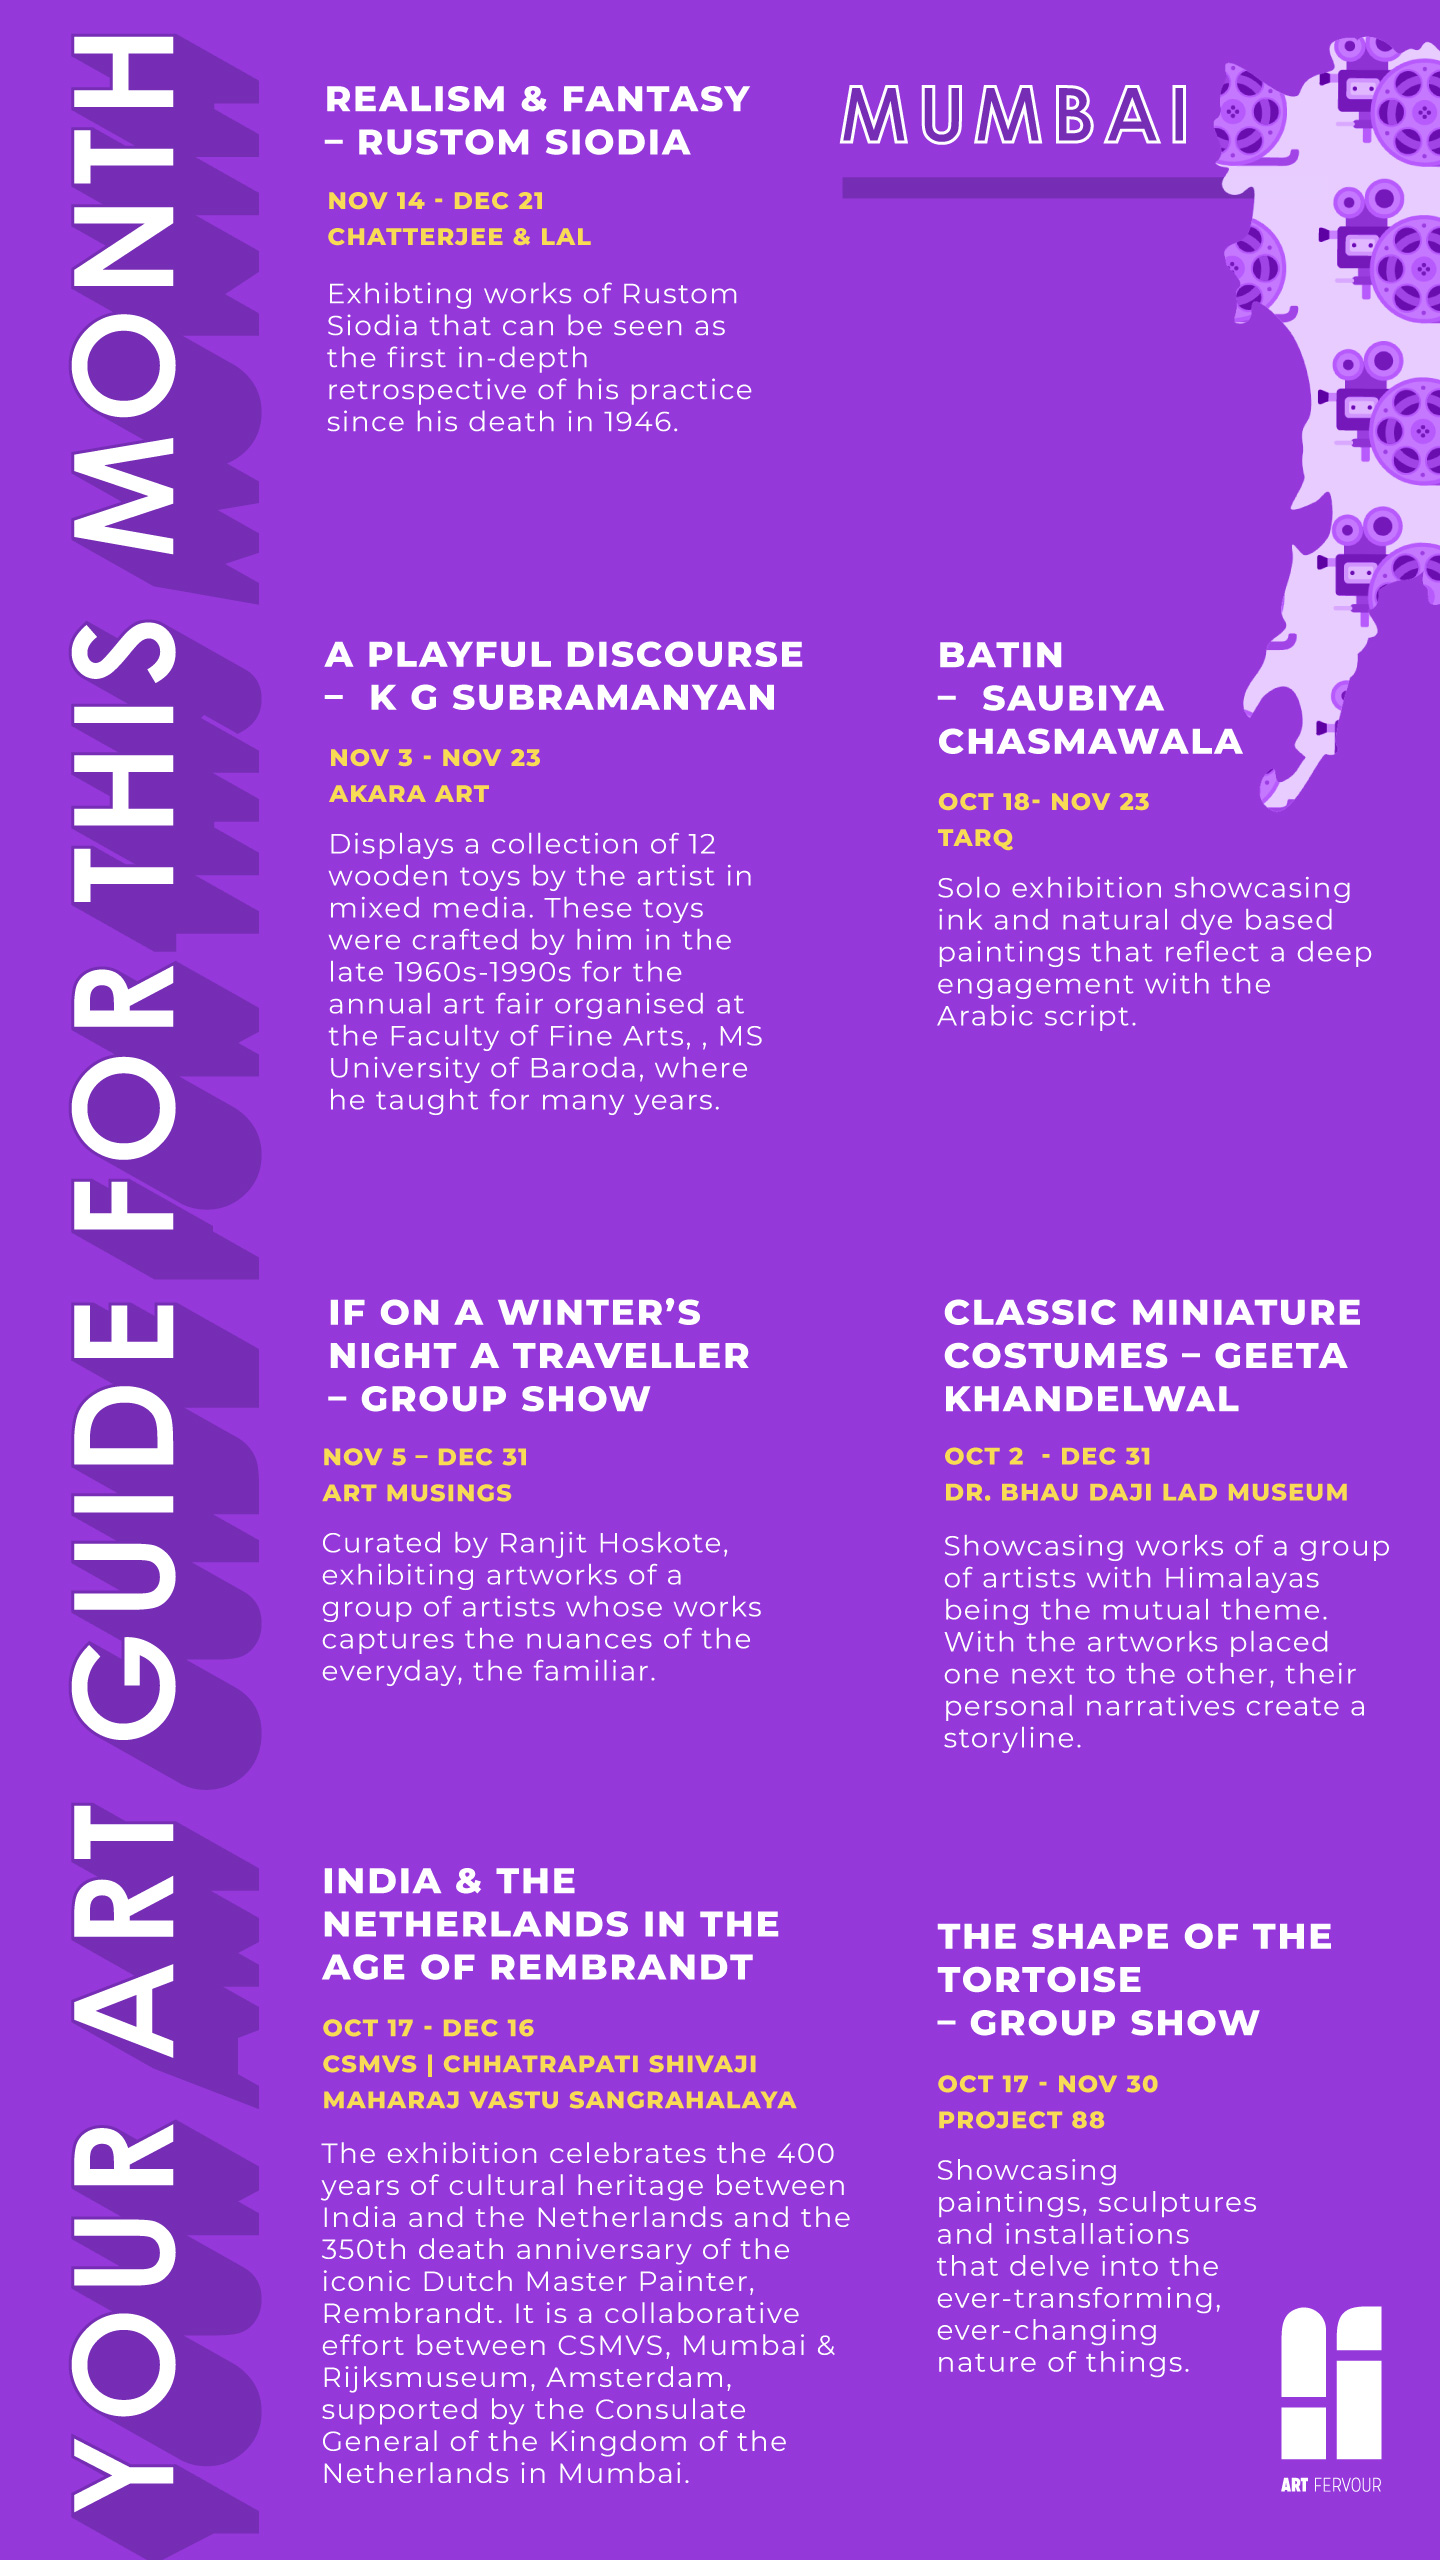 YOUR ART GUIDE FOR THIS MONTH
MUMBAI
REALISM & FANTASY
– RUSTOM SIODIA
NOV 14 - DEC 21
CHATTERJEE & LAL
Exhibting works of Rustom
Siodia that can be seen as
the first in-depth
retrospective of his practice
since his death in 1946.
A PLAYFUL DISCOURSE
– K G SUBRAMANYAN
NOV 3 - NOV 23
AKARA ART
Displays a collection of 12
wooden toys by the artist in
mixed media. These toys
were crafted by him in the
late 1960s-1990s for the
annual art fair organised at
the Faculty of Fine Arts, , MS
University of Baroda, where
he taught for many years.
BATIN
– SAUBIYA
CHASMAWALA
OCT 18- NOV 23
TARQ
Solo exhibition showcasing
ink and natural dye based
paintings that reflect a deep
engagement with the
Arabic script.
IF ON A WINTER’S
NIGHT A TRAVELLER
– GROUP SHOW
NOV 5 – DEC 31
ART MUSINGS
Curated by Ranjit Hoskote,
exhibiting artworks of a
group of artists whose works
captures the nuances of the
everyday, the familiar.
CLASSIC MINIATURE
COSTUMES – GEETA
KHANDELWAL
OCT 2 - DEC 31
DR. BHAU DAJI LAD MUSEUM
Showcasing works of a group
of artists with Himalayas
being the mutual theme.
With the artworks placed
one next to the other, their
personal narratives create a
storyline.
INDIA & THE
NETHERLANDS IN THE
AGE OF REMBRANDT
OCT 17 - DEC 16
CSMVS | CHHATRAPATI SHIVAJI
MAHARAJ VASTU SANGRAHALAYA
The exhibition celebrates the 400
years of cultural heritage between
India and the Netherlands and the
350th death anniversary of the
iconic Dutch Master Painter,
Rembrandt. It is a collaborative
effort between CSMVS, Mumbai &
Rijksmuseum, Amsterdam,
supported by the Consulate
General of the Kingdom of the
Netherlands in Mumbai.
THE SHAPE OF THE
TORTOISE
– GROUP SHOW
OCT 17 - NOV 30
PROJECT 88
Showcasing
paintings, sculptures
and installations
that delve into the
ever-transforming,
ever-changing
nature of things.
ART FERVOUR